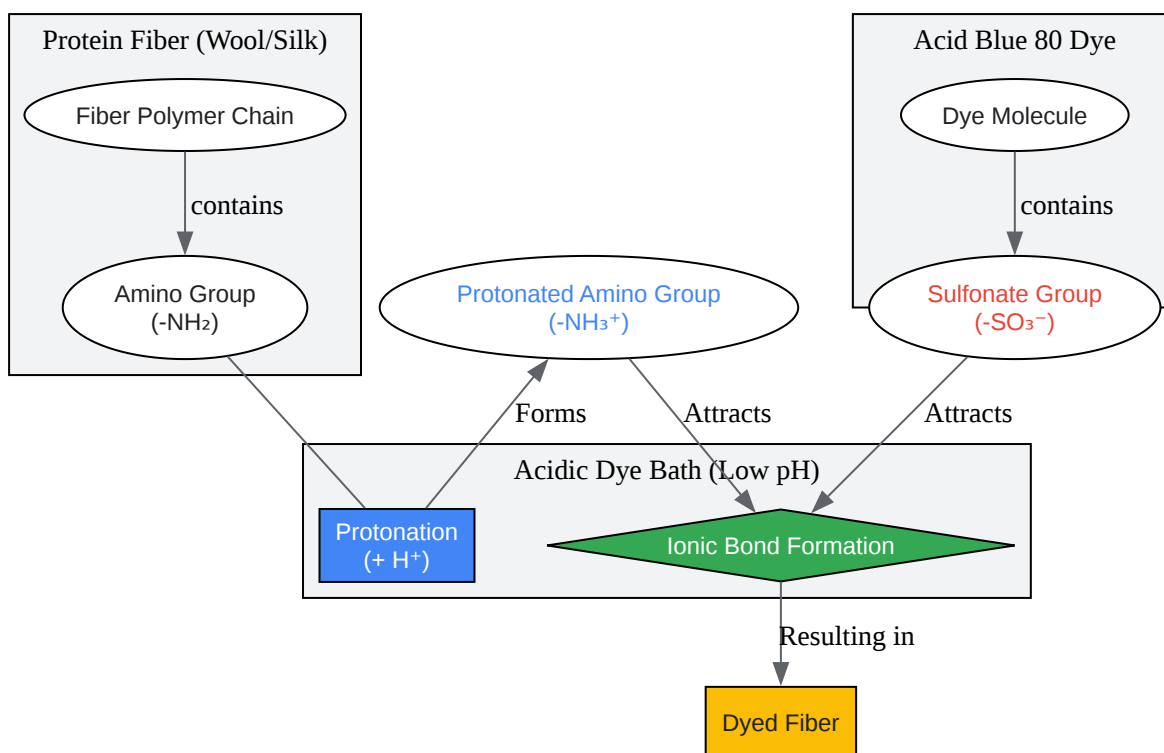 Protein Fiber (Wool/Silk)
Acid Blue 80 Dye
Fiber Polymer Chain
Dye Molecule
contains
contains
Amino Group
(-NH₂)
Protonated Amino Group
(-NH₃⁺)
Sulfonate Group
(-SO₃⁻)
Forms
Attracts
Attracts
Acidic Dye Bath (Low pH)
Protonation
(+ H⁺)
Ionic Bond Formation
Resulting in
Dyed Fiber